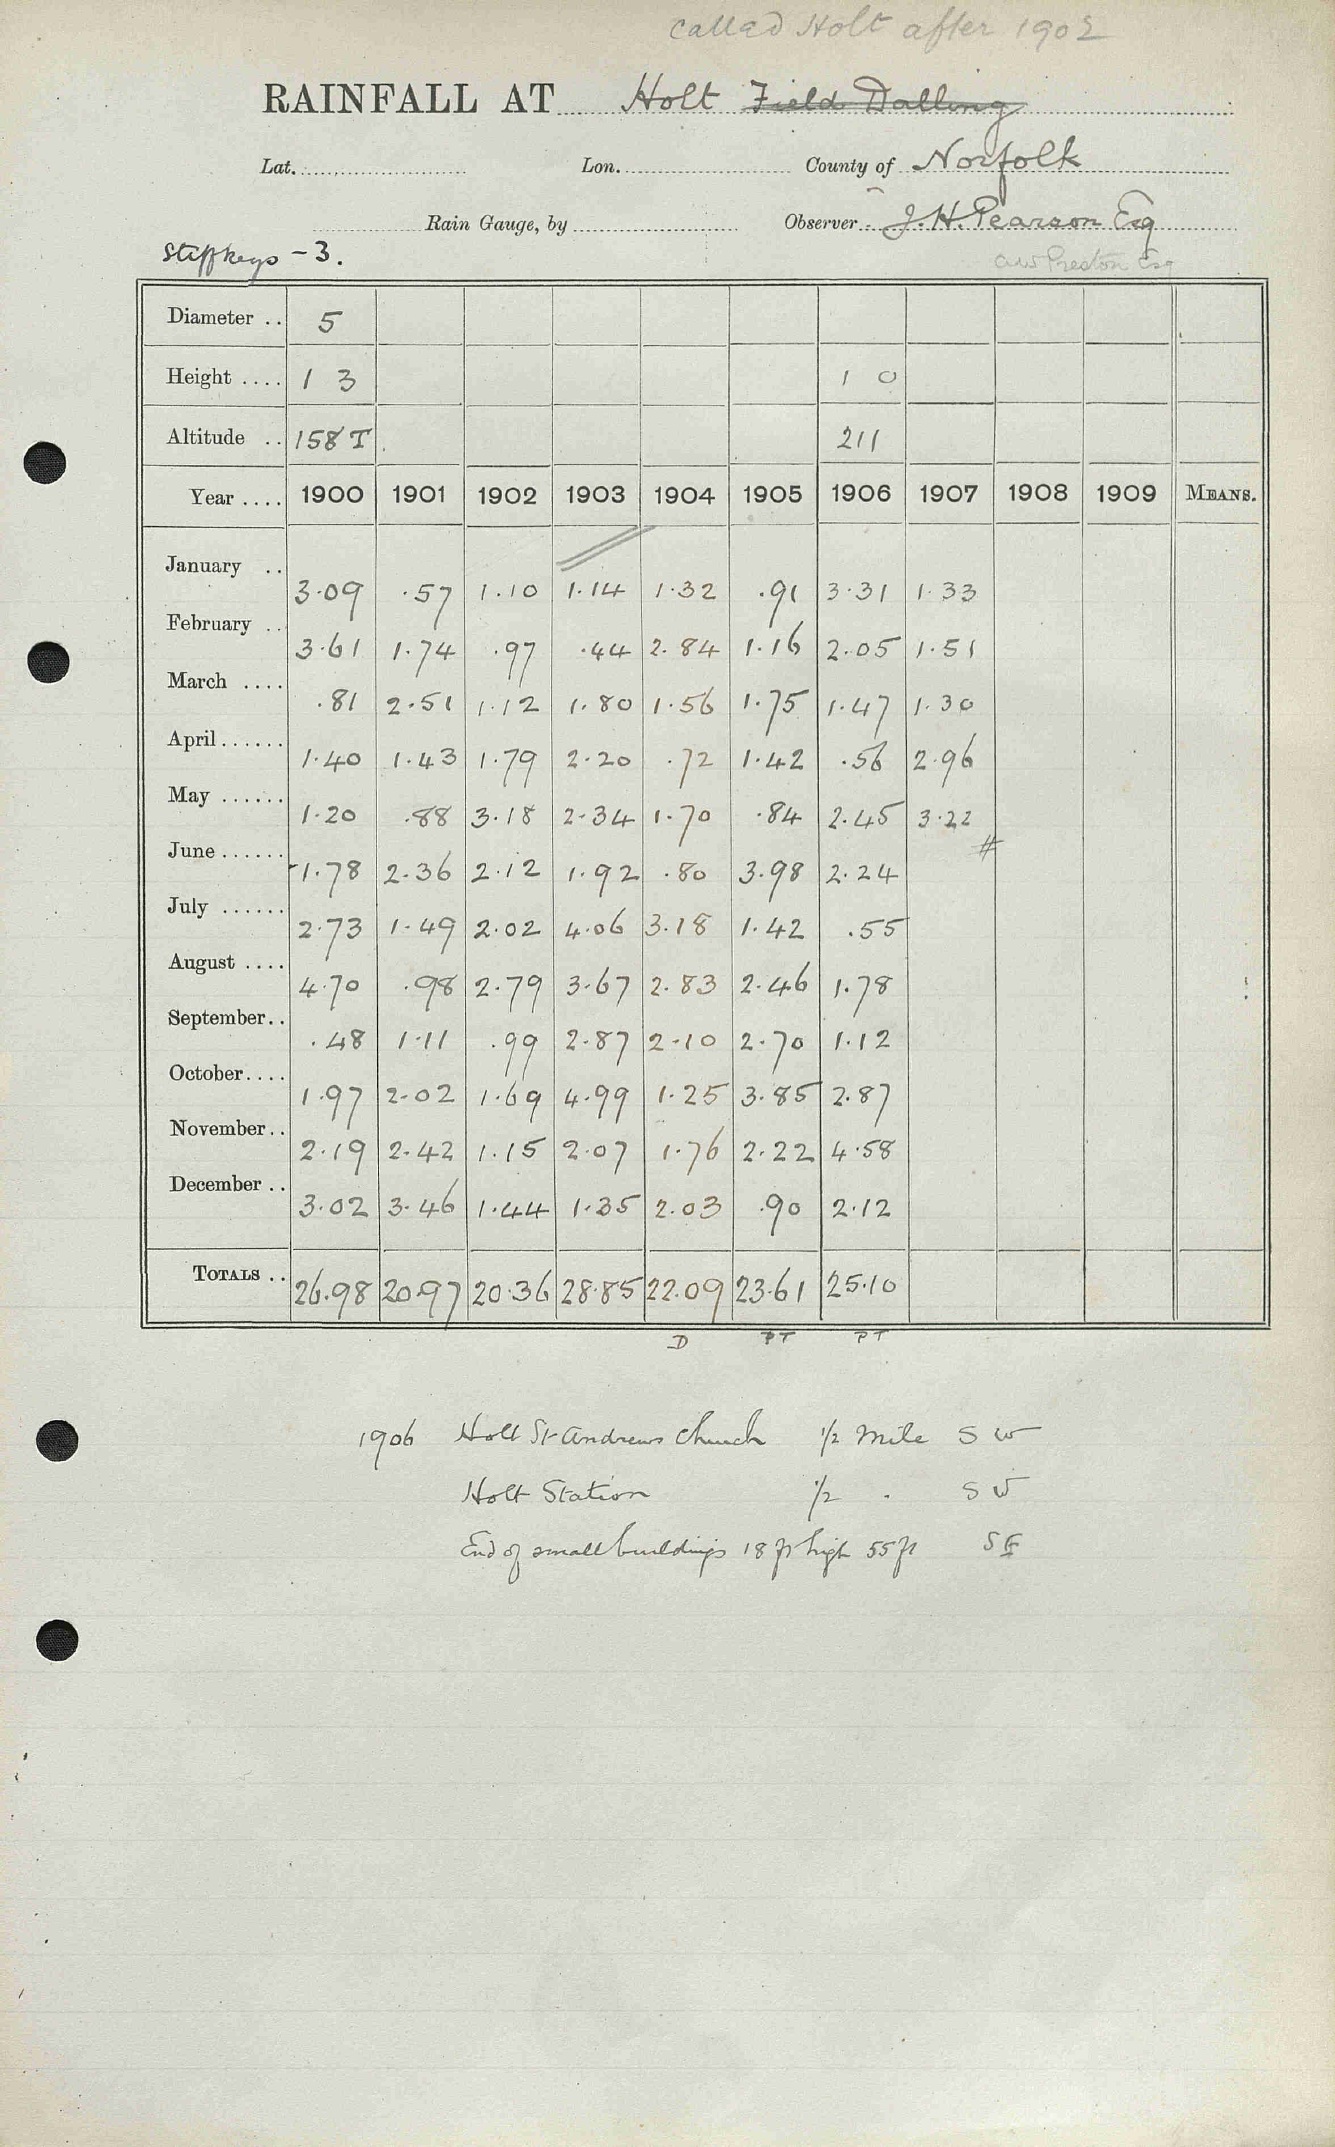 called Holt after 1902
RAINFALL AT Holt Field Dalling
Lat. Lon. County of Norfolk
Rain Gauge, by Observer J. H. Pearson Esq
Stiffkeys - 3. AW Preston Esq
Diameter .. 5
Height .... 1 3 1 0
Altitude .. 158 T 211
Year .... 1900 1901 1902 1903 1904 1905 1906 1907 1908 1909 MEANS.
January .. 3.09 .57 1.10 1.14 1.32 .91 3.31 1.33
February .. 3.61 1.74 .97 .44 2.84 1.16 2.05 1.51
March .... .81 2.51 1.12 1.80 1.56 1.75 1.47 1.30
April...... 1.40 1.43 1.79 2.20 .72 1.42 .56 2.96
May ...... 1.20 .88 3.18 2.34 1.70 .84 2.45 3.22
June ...... 1.78 2.36 2.12 1.92 .80 3.98 2.24 #
July ...... 2.73 1.49 2.02 4.06 3.18 1.42 .55
August .... 4.70 .98 2.79 3.67 2.83 2.46 1.78
September.. .48 1.11 .99 2.87 2.10 2.70 1.12
October.... 1.97 2.02 1.69 4.99 1.25 3.85 2.87
November.. 2.19 2.42 1.15 2.07 1.76 2.22 4.58
December .. 3.02 3.46 1.44 1.35 2.03 .90 2.12
TOTALS .. 26.98 20.97 20.36 28.85 22.09 23.61 25.10
D PT PT
1906 Holt St Andrews Church 1/2 mile S W
Holt Station 1/2 . S W
End of small buildings 18 ft high 55 ft S E